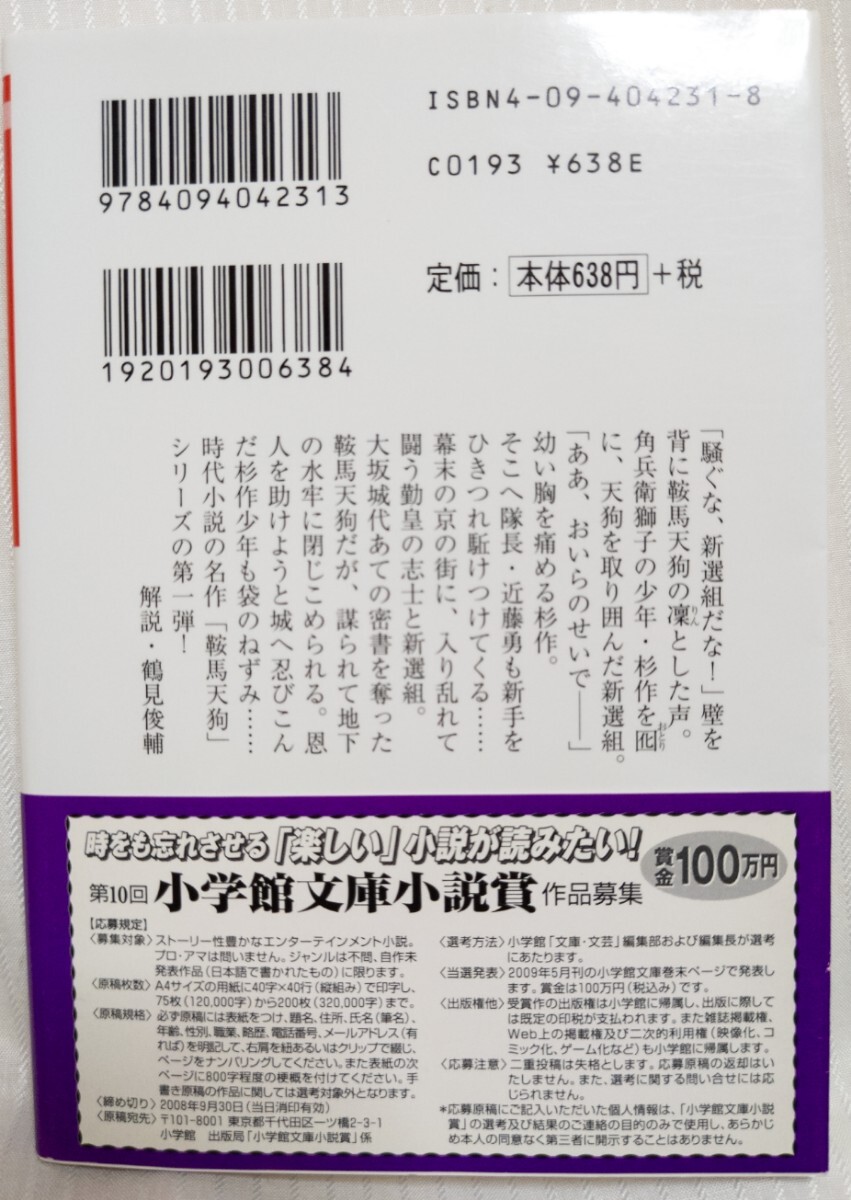 ISBN4-09-404231-8
C0193 ¥638E
9784094042313
定価：本体638円+税
1920193006384
「騒ぐな、新選組だな！」壁を
背に鞍馬天狗の凜とした声。
りん
角兵衛獅子の少年・杉作を囮
おとり
に、天狗を取り囲んだ新選組。
「ああ、おいらのせいで――」
幼い胸を痛める杉作。
そこへ隊長・近藤勇も新手を
ひきつれ駈けつけてくる……
幕末の京の街に、入り乱れて
闘う勤皇の志士と新選組。
大坂城代あての密書を奪った
鞍馬天狗だが、謀られて地下
の水牢に閉じこめられる。恩
人を助けようと城へ忍びこん
だ杉作少年も袋のねずみ……
時代小説の名作「鞍馬天狗」
シリーズの第一弾！
解説・鶴見俊輔
時をも忘れさせる「楽しい」小説が読みたい！
賞金100万円
第10回 小学館文庫小説賞 作品募集
【応募規定】
〈募集対象〉ストーリー性豊かなエンターテインメント小説。
プロ・アマは問いません。ジャンルは不問、自作未
発表作品（日本語で書かれたもの）に限ります。
〈原稿枚数〉A4サイズの用紙に40字×40行（縦組み）で印字し、
75枚（120,000字）から200枚（320,000字）まで。
〈原稿規格〉必ず原稿には表紙をつけ、題名、住所、氏名（筆名）、
年齢、性別、職業、略歴、電話番号、メールアドレス（有
れば）を明記して、右肩を紐あるいはクリップで綴じ、
ページをナンバリングしてください。また表紙の次
ページに800字程度の梗概を付けてください。手
書き原稿の作品に関しては選考対象外となります。
〈締め切り〉2008年9月30日（当日消印有効）
〈原稿宛先〉〒101-8001 東京都千代田区一ツ橋2-3-1
小学館 出版局「小学館文庫小説賞」係
〈選考方法〉小学館「文庫・文芸」編集部および編集長が選考
にあたります。
〈当選発表〉2009年5月刊の小学館文庫巻末ページで発表しま
す。賞金は100万円（税込み）です。
〈出版権他〉受賞作の出版権は小学館に帰属し、出版に際して
は既定の印税が支払われます。また雑誌掲載権、
Web上の掲載権及び二次的利用権（映像化、コ
ミック化、ゲーム化など）も小学館に帰属します。
〈応募注意〉二重投稿は失格とします。応募原稿の返却はい
たしません。また、選考に関する問い合せには応
じられません。
＊応募原稿にご記入いただいた個人情報は、「小学館文庫小説
賞」の選考及び結果のご連絡の目的のみで使用し、あらかじ
め本人の同意なく第三者に開示することはありません。